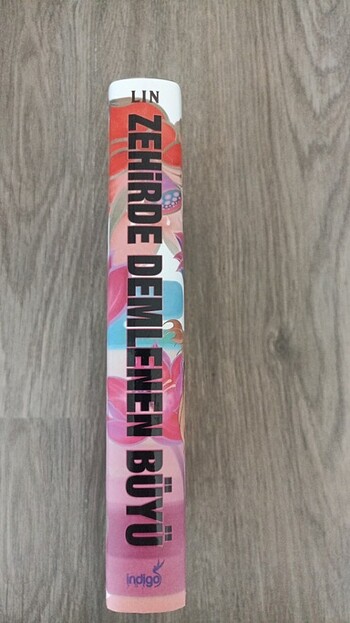 LIN
ZEHİRDE DEMLENEN BÜYÜ
indigo